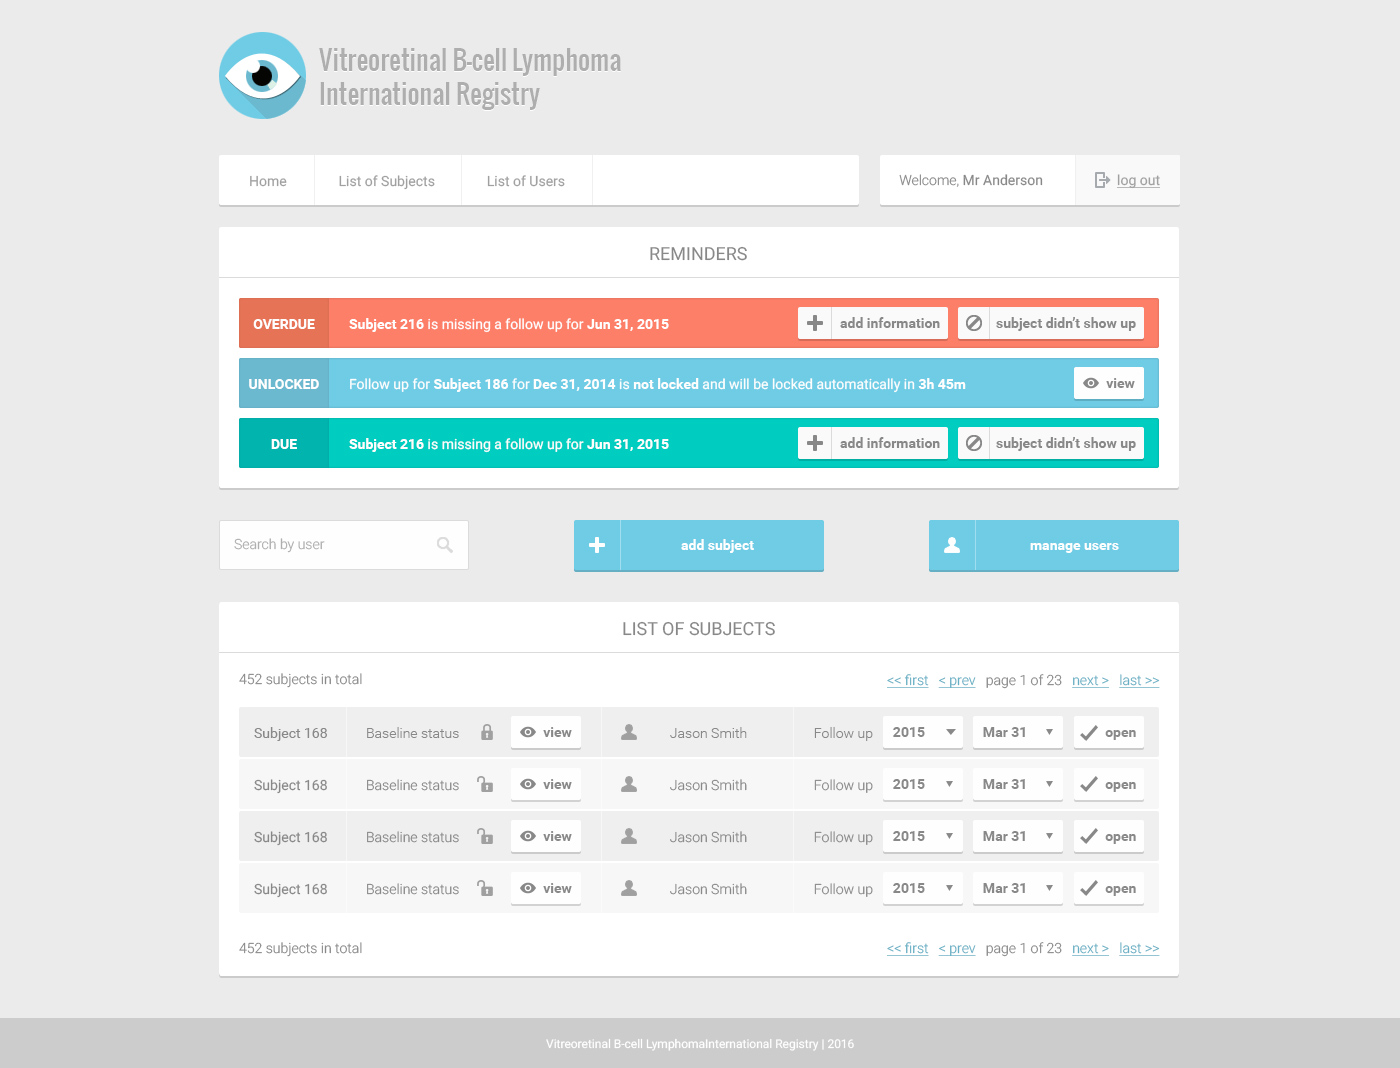 Vitreoretinal B-cell Lymphoma
International Registry
Home List of Subjects List of Users Welcome, Mr Anderson log out
REMINDERS
OVERDUE Subject 216 is missing a follow up for Jun 31, 2015 add information subject didn't show up
UNLOCKED Follow up for Subject 186 for Dec 31, 2014 is not locked and will be locked automatically in 3h 45m view
DUE Subject 216 is missing a follow up for Jun 31, 2015 add information subject didn't show up
Search by user add subject manage users
LIST OF SUBJECTS
452 subjects in total << first < prev page 1 of 23 next > last >>
Subject 168 Baseline status view Jason Smith Follow up 2015 Mar 31 open
Subject 168 Baseline status view Jason Smith Follow up 2015 Mar 31 open
Subject 168 Baseline status view Jason Smith Follow up 2015 Mar 31 open
Subject 168 Baseline status view Jason Smith Follow up 2015 Mar 31 open
452 subjects in total << first < prev page 1 of 23 next > last >>
Vitreoretinal B-cell LymphomaInternational Registry | 2016